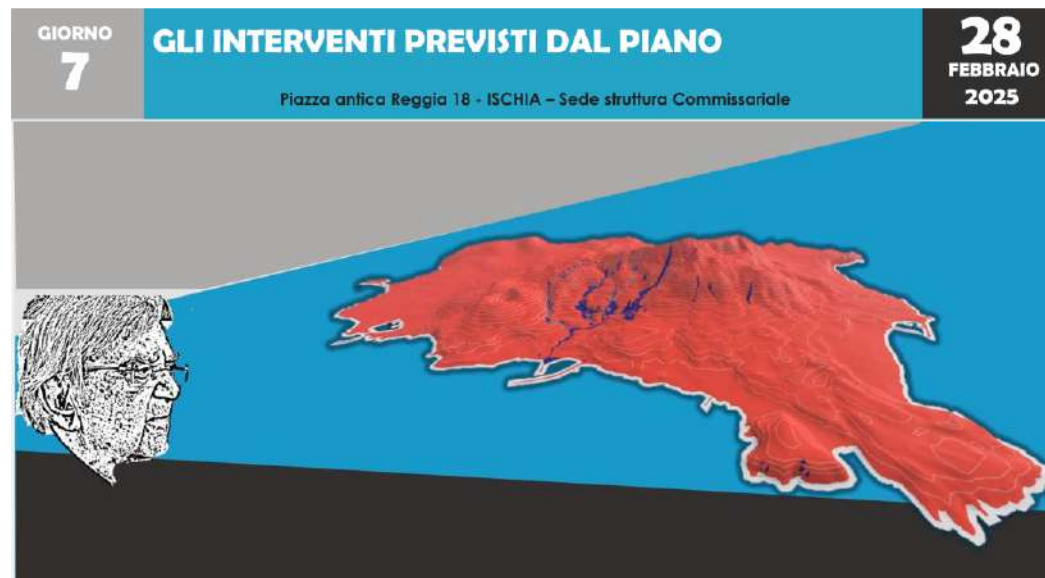 GIORNO
7
GLI INTERVENTI PREVISTI DAL PIANO
Piazza antica Reggia 18 - ISCHIA – Sede struttura Commissariale
28
FEBBRAIO
2025